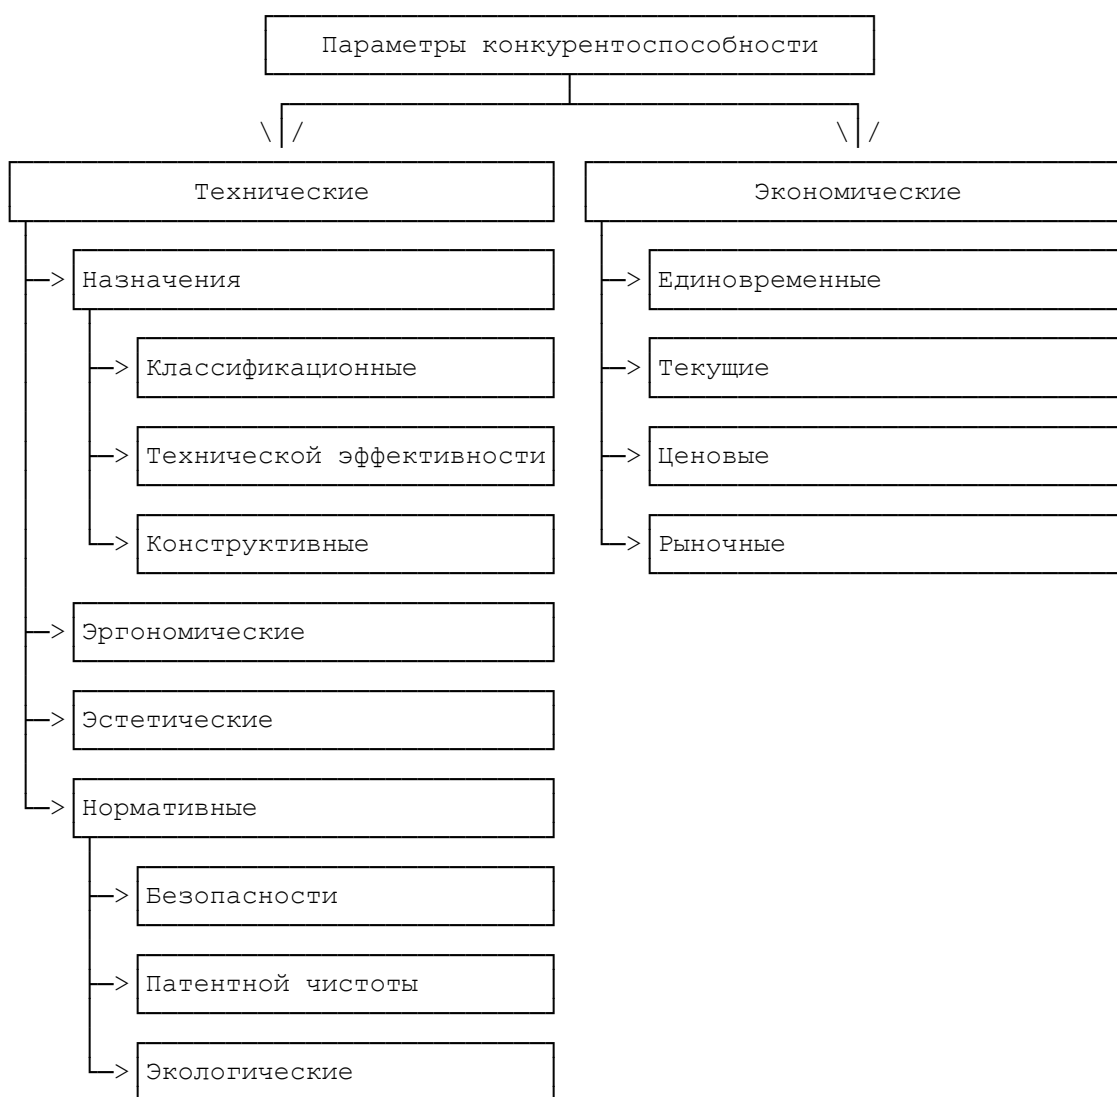 Параметры конкурентоспособности
Технические
Экономические
Назначения
Единовременные
Классификационные
Текущие
Технической эффективности
Ценовые
Конструктивные
Рыночные
Эргономические
Эстетические
Нормативные
Безопасности
Патентной чистоты
Экологические